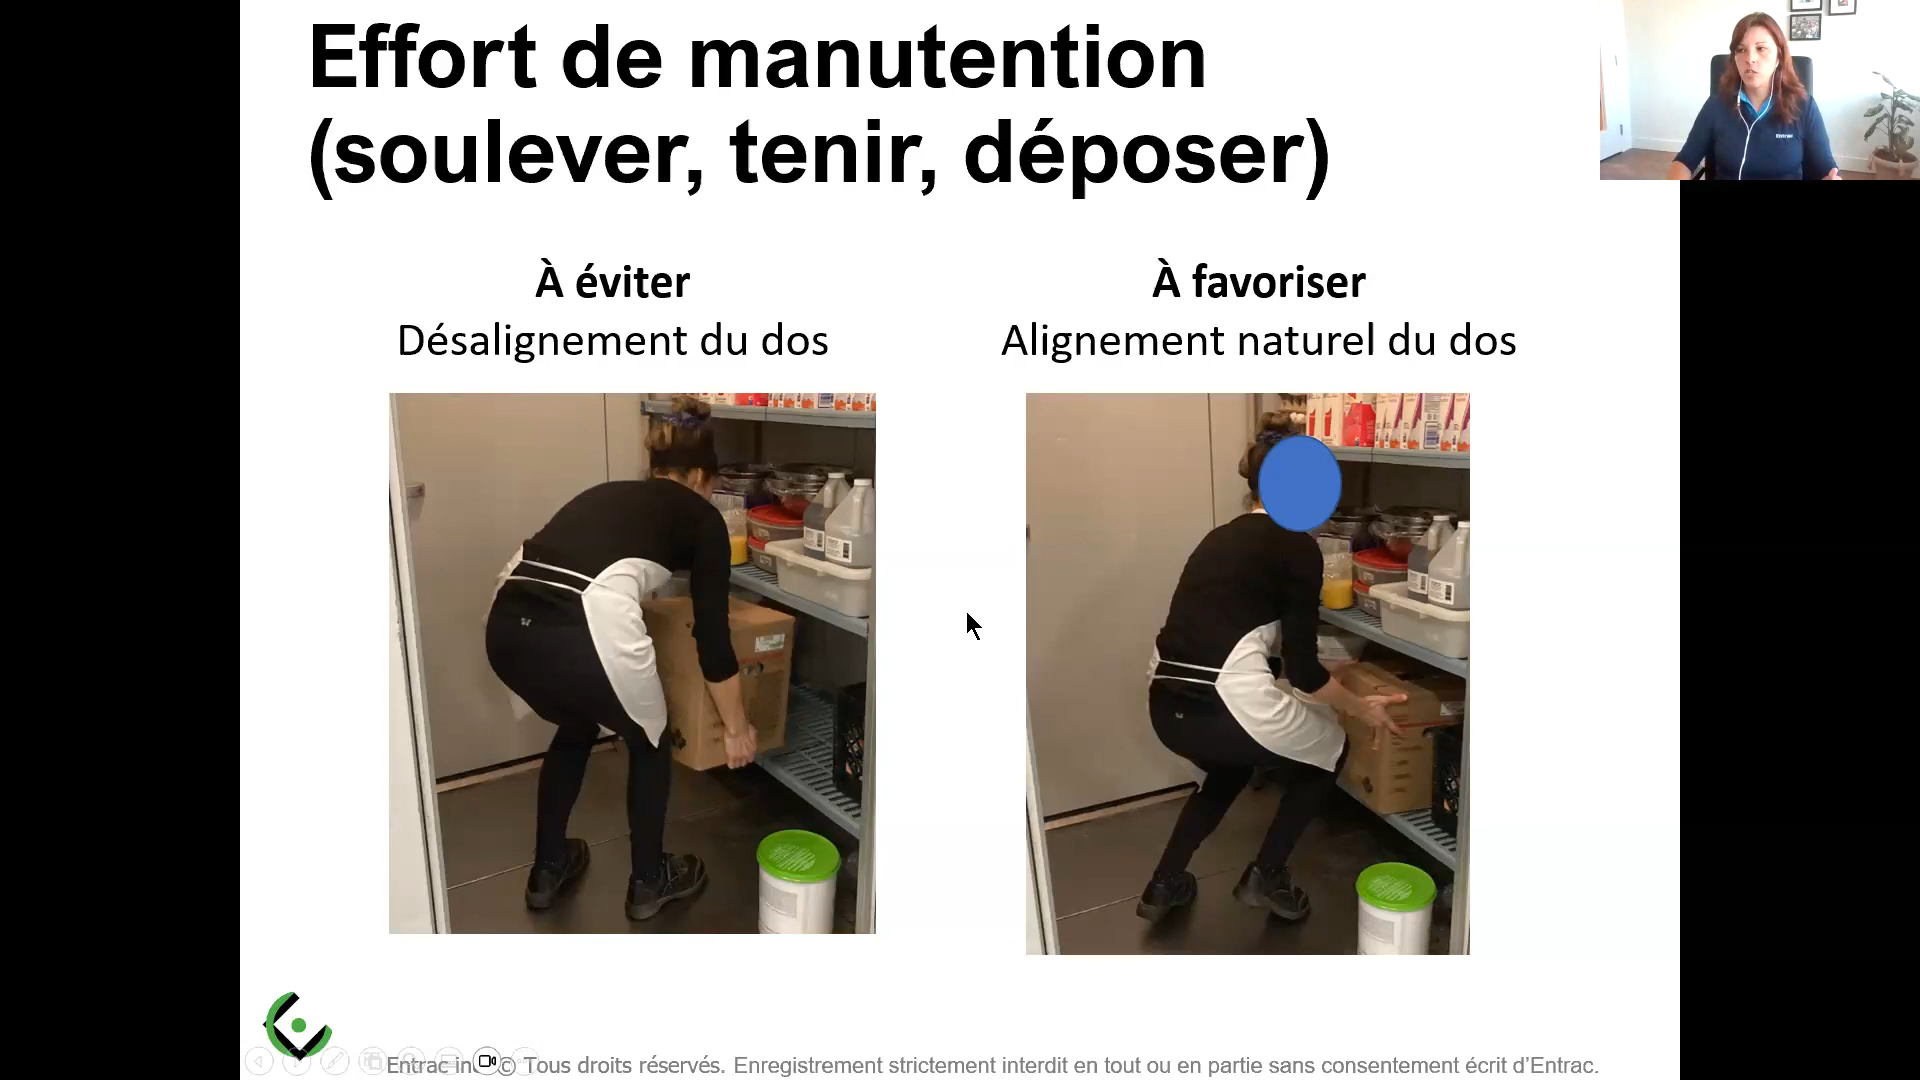 Effort de manutention
(soulever, tenir, déposer)
À éviter
Désalignement du dos
À favoriser
Alignement naturel du dos
Entrac
Entrac inc © Tous droits réservés. Enregistrement strictement interdit en tout ou en partie sans consentement écrit d’Entrac.